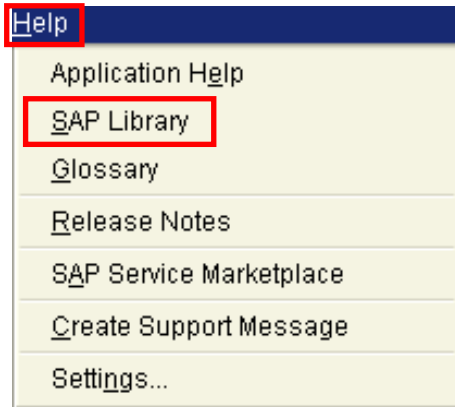 Help
Application Help
SAP Library
Glossary
Release Notes
SAP Service Marketplace
Create Support Message
Settings...